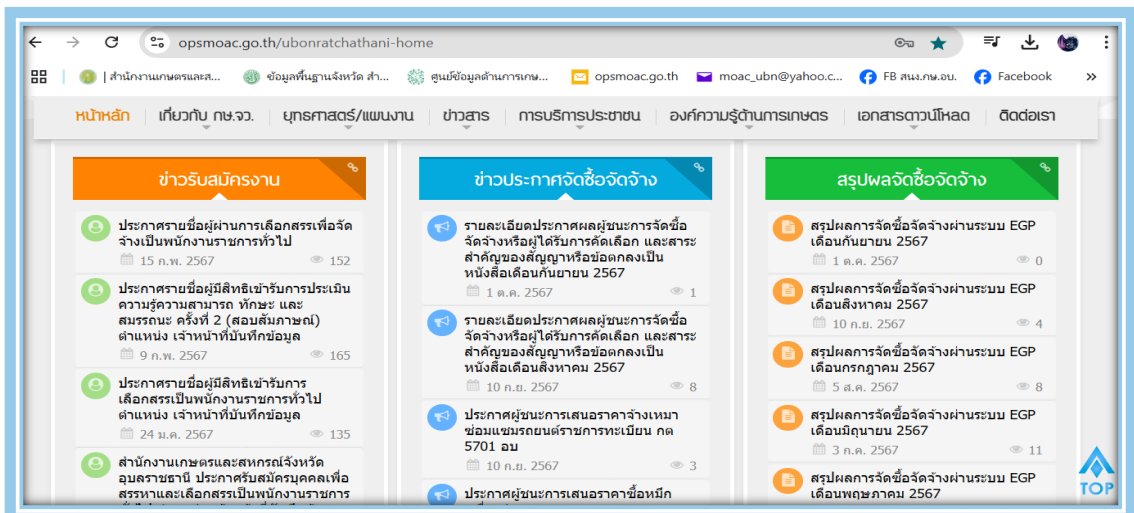 opsmoac.go.th/ubonratchathani-home
| สำนักงานเกษตรและส... ข้อมูลพื้นฐานจังหวัด สำ... ศูนย์ข้อมูลด้านการเกษ... opsmoac.go.th moac_ubn@yahoo.c... FB สนง.กษ.อบ. Facebook »
หน้าหลัก เกี่ยวกับ กษ.จว. ยุทธศาสตร์/แผนงาน ข่าวสาร การบริการประชาชน องค์ความรู้ด้านการเกษตร เอกสารดาวน์โหลด ติดต่อเรา
ข่าวรับสมัครงาน
ประกาศรายชื่อผู้ผ่านการเลือกสรรเพื่อจัด
จ้างเป็นพนักงานราชการทั่วไป
15 ก.พ. 2567 152
ประกาศรายชื่อผู้มีสิทธิเข้ารับการประเมิน
ความรู้ความสามารถ ทักษะ และ
สมรรถนะ ครั้งที่ 2 (สอบสัมภาษณ์)
ตำแหน่ง เจ้าหน้าที่บันทึกข้อมูล
9 ก.พ. 2567 165
ประกาศรายชื่อผู้มีสิทธิเข้ารับการ
เลือกสรรเป็นพนักงานราชการทั่วไป
ตำแหน่ง เจ้าหน้าที่บันทึกข้อมูล
24 ม.ค. 2567 135
สำนักงานเกษตรและสหกรณ์จังหวัด
อุบลราชธานี ประกาศรับสมัครบุคคลเพื่อ
สรรหาและเลือกสรรเป็นพนักงานราชการ
ข่าวประกาศจัดซื้อจัดจ้าง
รายละเอียดประกาศผลผู้ชนะการจัดซื้อ
จัดจ้างหรือผู้ได้รับการคัดเลือก และสาระ
สำคัญของสัญญาหรือข้อตกลงเป็น
หนังสือเดือนกันยายน 2567
1 ต.ค. 2567 1
รายละเอียดประกาศผลผู้ชนะการจัดซื้อ
จัดจ้างหรือผู้ได้รับการคัดเลือก และสาระ
สำคัญของสัญญาหรือข้อตกลงเป็น
หนังสือเดือนสิงหาคม 2567
10 ก.ย. 2567 8
ประกาศผู้ชนะการเสนอราคาจ้างเหมา
ซ่อมแซมรถยนต์ราชการทะเบียน กต
5701 อบ
10 ก.ย. 2567 3
ประกาศผู้ชนะการเสนอราคาซื้อหมึก
สรุปผลจัดซื้อจัดจ้าง
สรุปผลการจัดซื้อจัดจ้างผ่านระบบ EGP
เดือนกันยายน 2567
1 ต.ค. 2567 0
สรุปผลการจัดซื้อจัดจ้างผ่านระบบ EGP
เดือนสิงหาคม 2567
10 ก.ย. 2567 4
สรุปผลการจัดซื้อจัดจ้างผ่านระบบ EGP
เดือนกรกฎาคม 2567
5 ส.ค. 2567 8
สรุปผลการจัดซื้อจัดจ้างผ่านระบบ EGP
เดือนมิถุนายน 2567
3 ก.ค. 2567 11
สรุปผลการจัดซื้อจัดจ้างผ่านระบบ EGP
เดือนพฤษภาคม 2567
TOP